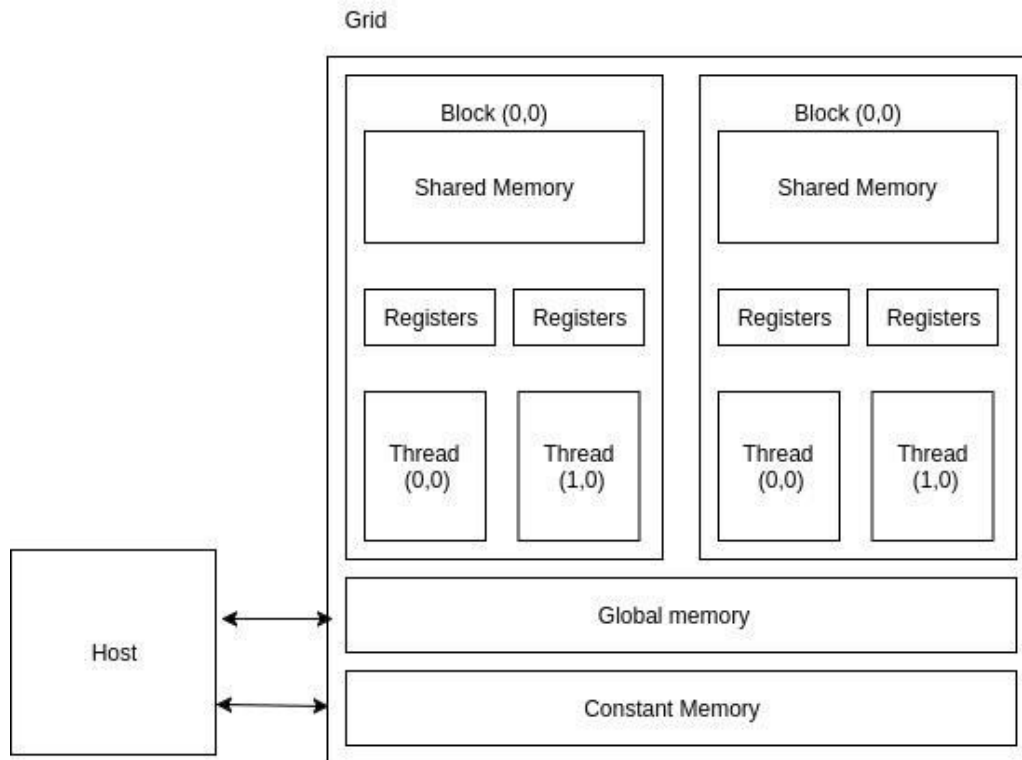 Grid
Block (0,0)
Shared Memory
Registers
Registers
Thread
(0,0)
Thread
(1,0)
Block (0,0)
Shared Memory
Registers
Registers
Thread
(0,0)
Thread
(1,0)
Host
Global memory
Constant Memory